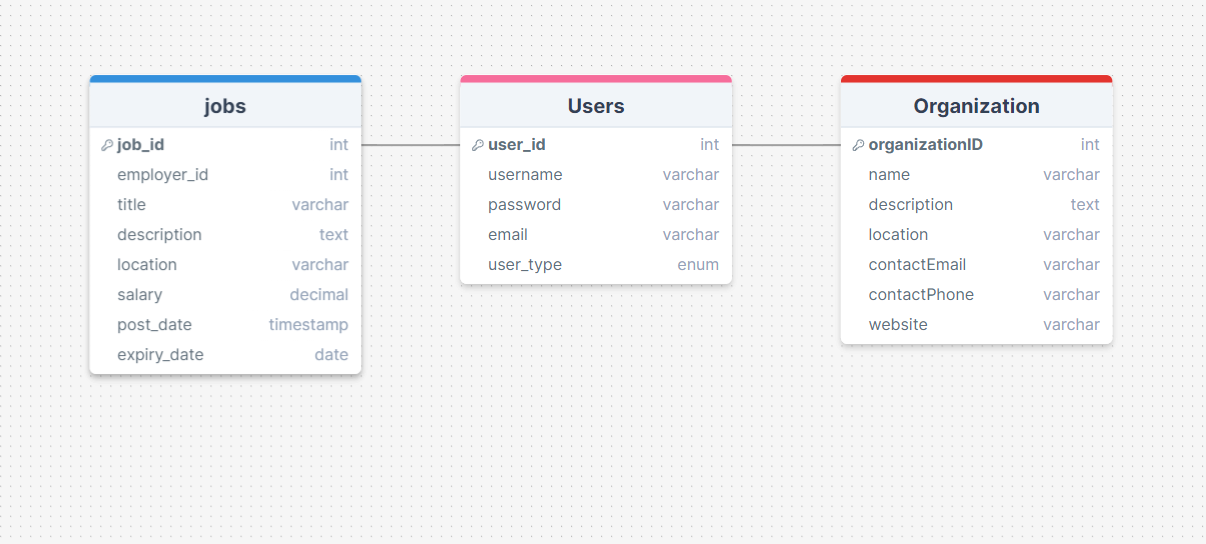 jobs
job_id int
employer_id int
title varchar
description text
location varchar
salary decimal
post_date timestamp
expiry_date date
Users
user_id int
username varchar
password varchar
email varchar
user_type enum
Organization
organizationID int
name varchar
description text
location varchar
contactEmail varchar
contactPhone varchar
website varchar